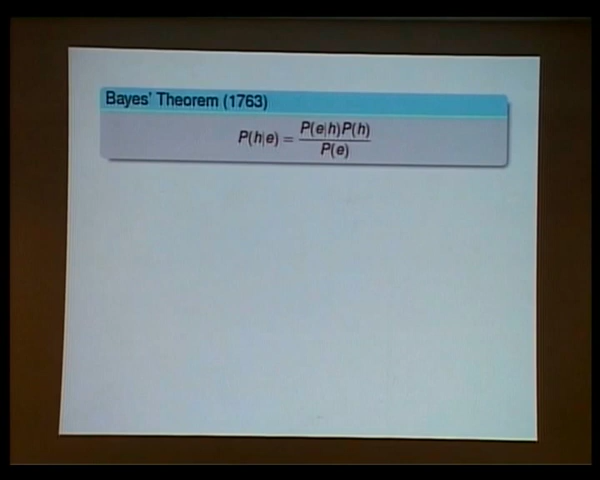 Bayes' Theorem (1763)
P(h|e) = P(e|h)P(h) / P(e)